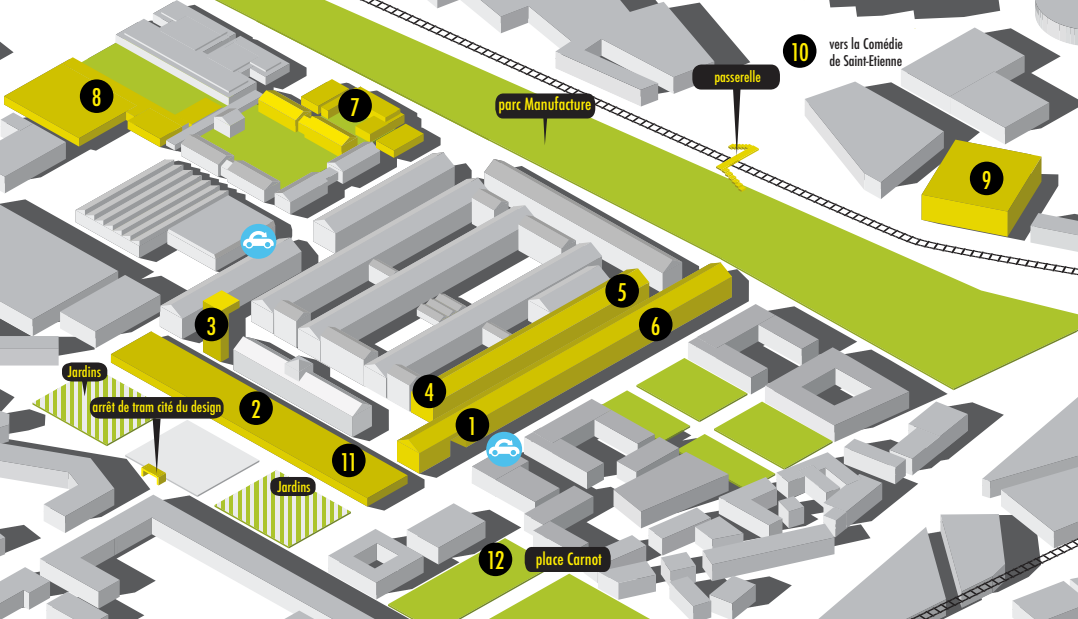 10
vers la Comédie
de Saint-Etienne
passerelle
8
7
parc Manufacture
9
5
3
6
Jardins
4
arrêt de tram cité du design
2
1
11
Jardins
12
place Carnot